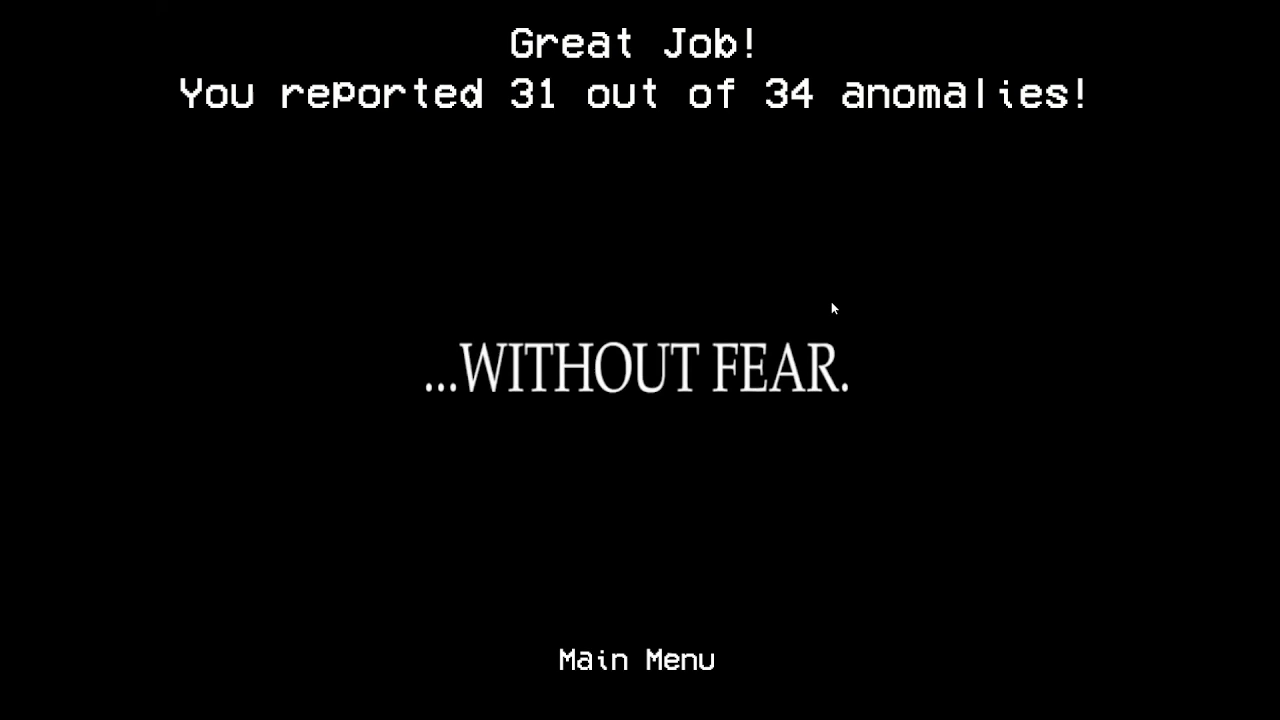 Great Job!
You reported 31 out of 34 anomalies!
...WITHOUT FEAR.
Main Menu